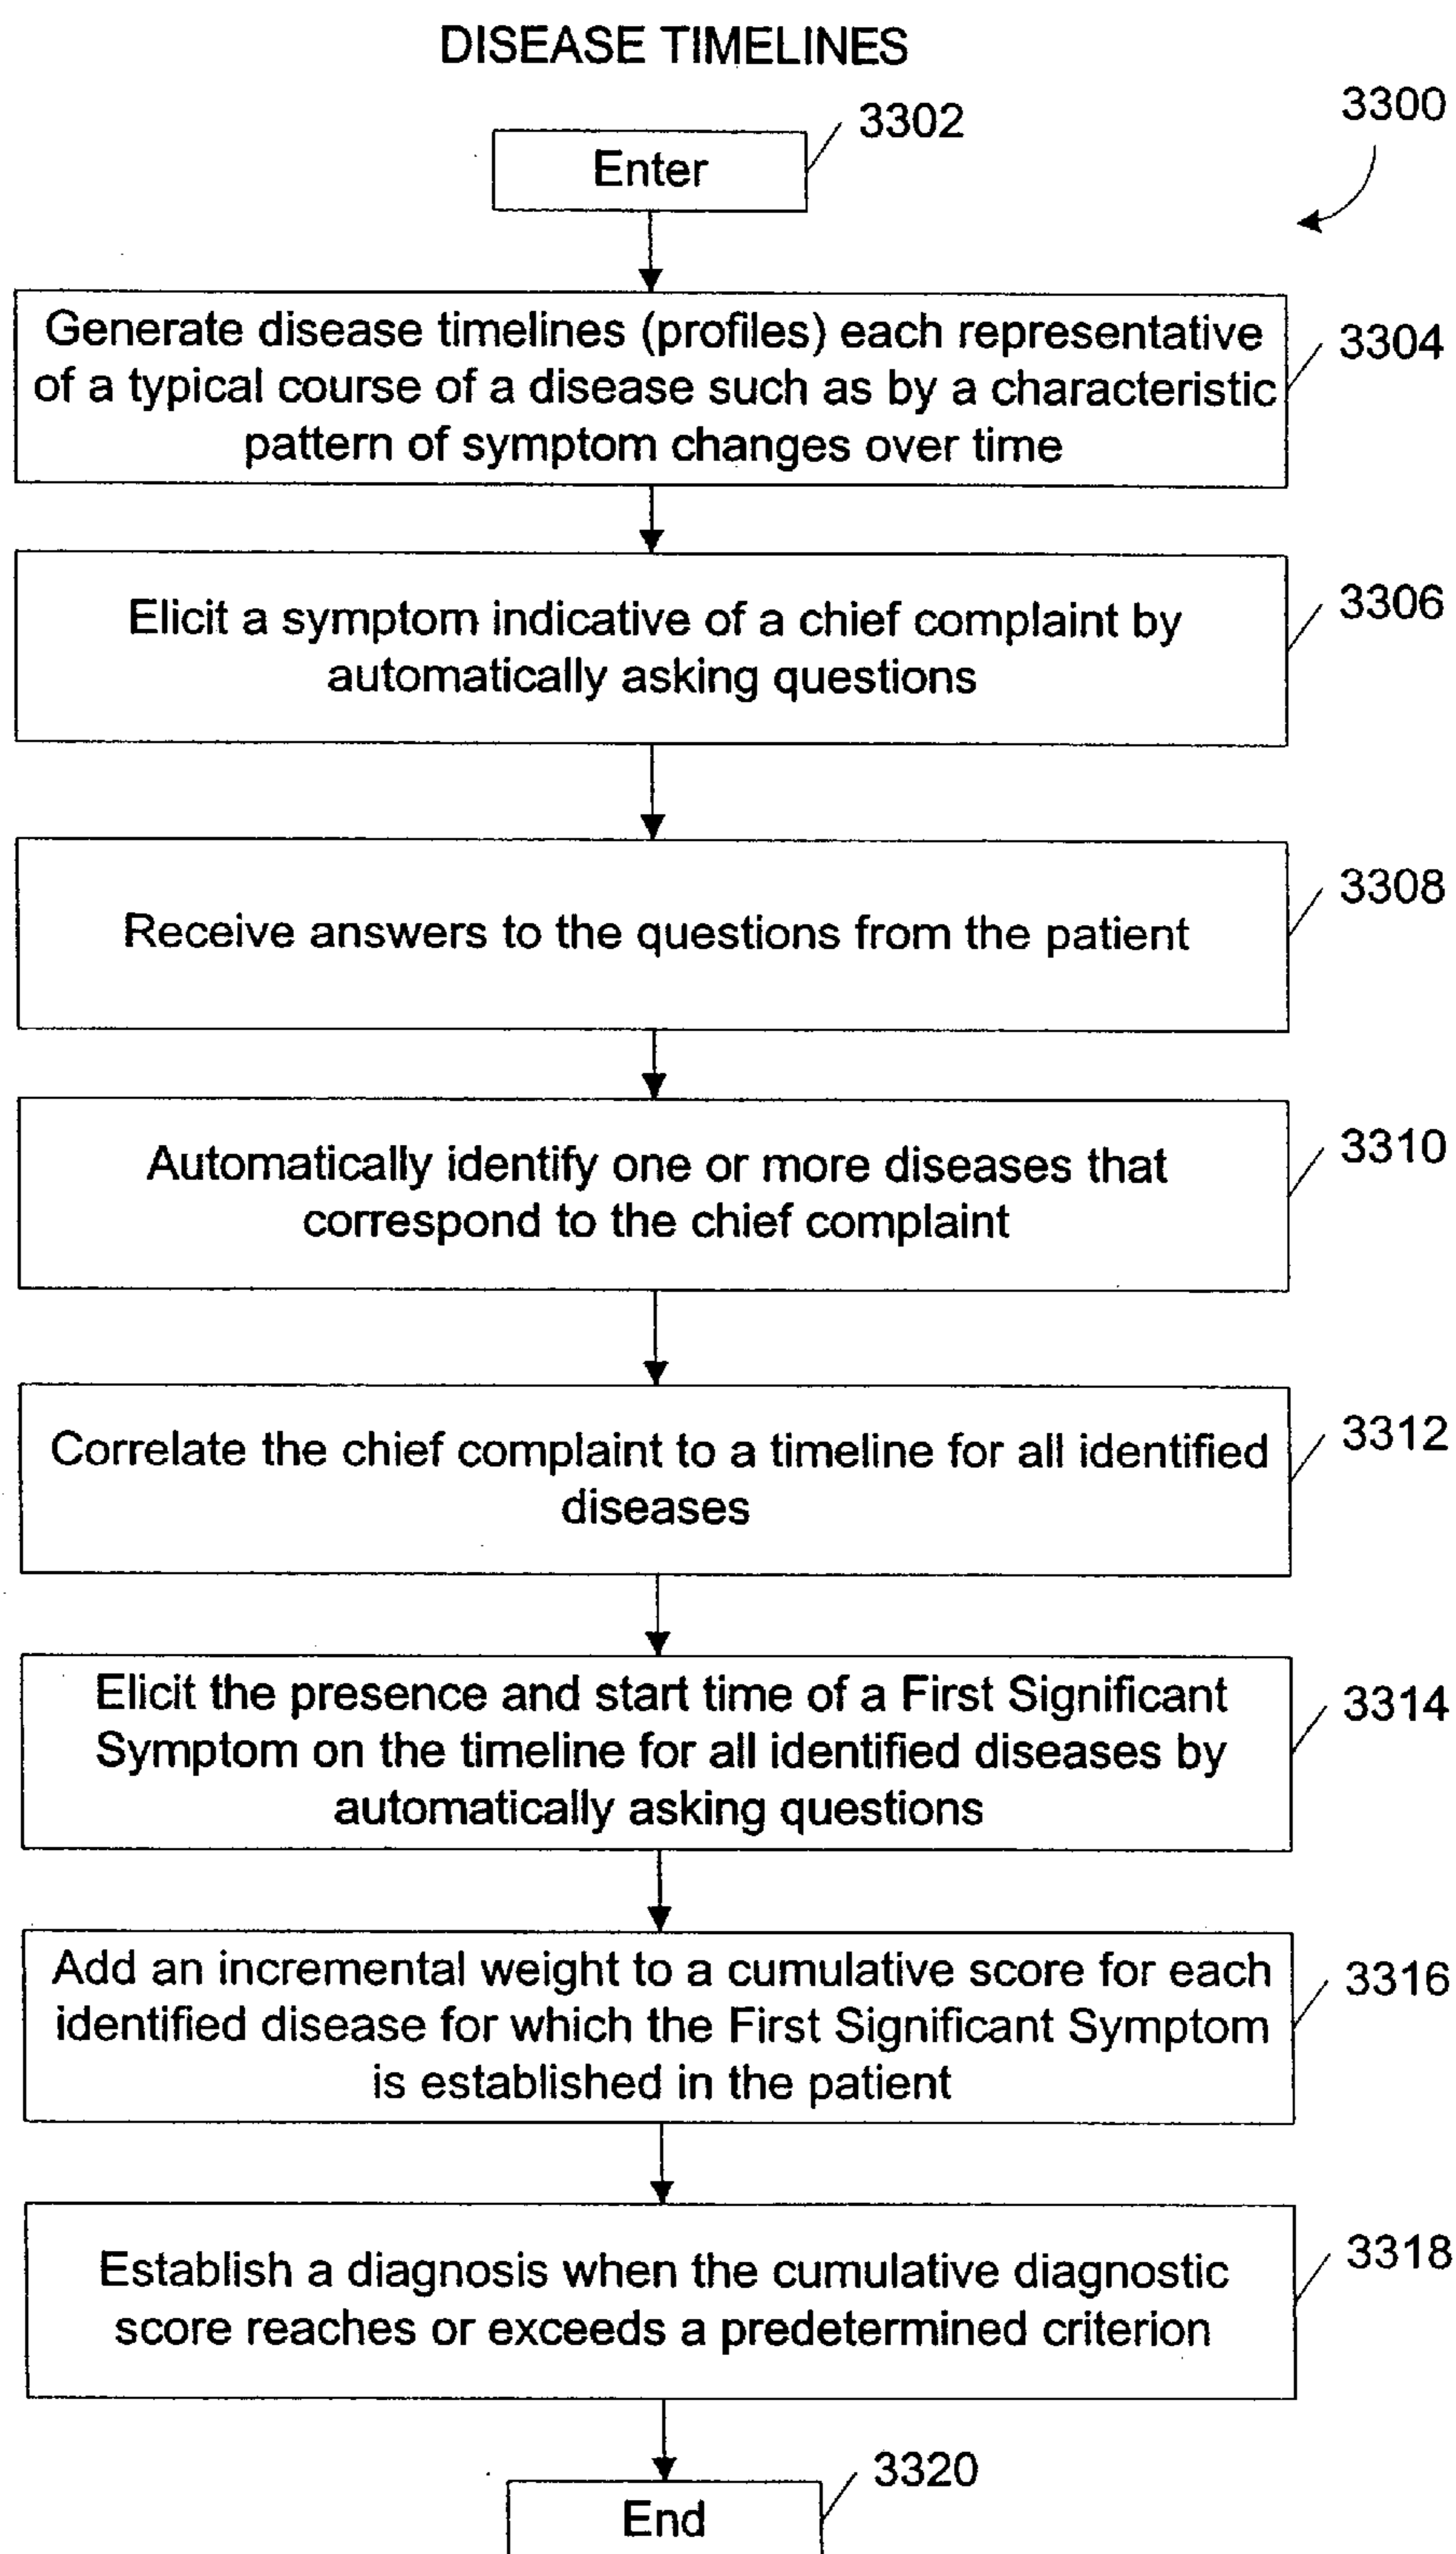 DISEASE TIMELINES
3300
3302
Enter
Generate disease timelines (profiles) each representative
of a typical course of a disease such as by a characteristic
pattern of symptom changes over time
3304
Elicit a symptom indicative of a chief complaint by
automatically asking questions
3306
Receive answers to the questions from the patient
3308
Automatically identify one or more diseases that
correspond to the chief complaint
3310
Correlate the chief complaint to a timeline for all identified
diseases
3312
Elicit the presence and start time of a First Significant
Symptom on the timeline for all identified diseases by
automatically asking questions
3314
Add an incremental weight to a cumulative score for each
identified disease for which the First Significant Symptom
is established in the patient
3316
Establish a diagnosis when the cumulative diagnostic
score reaches or exceeds a predetermined criterion
3318
3320
End